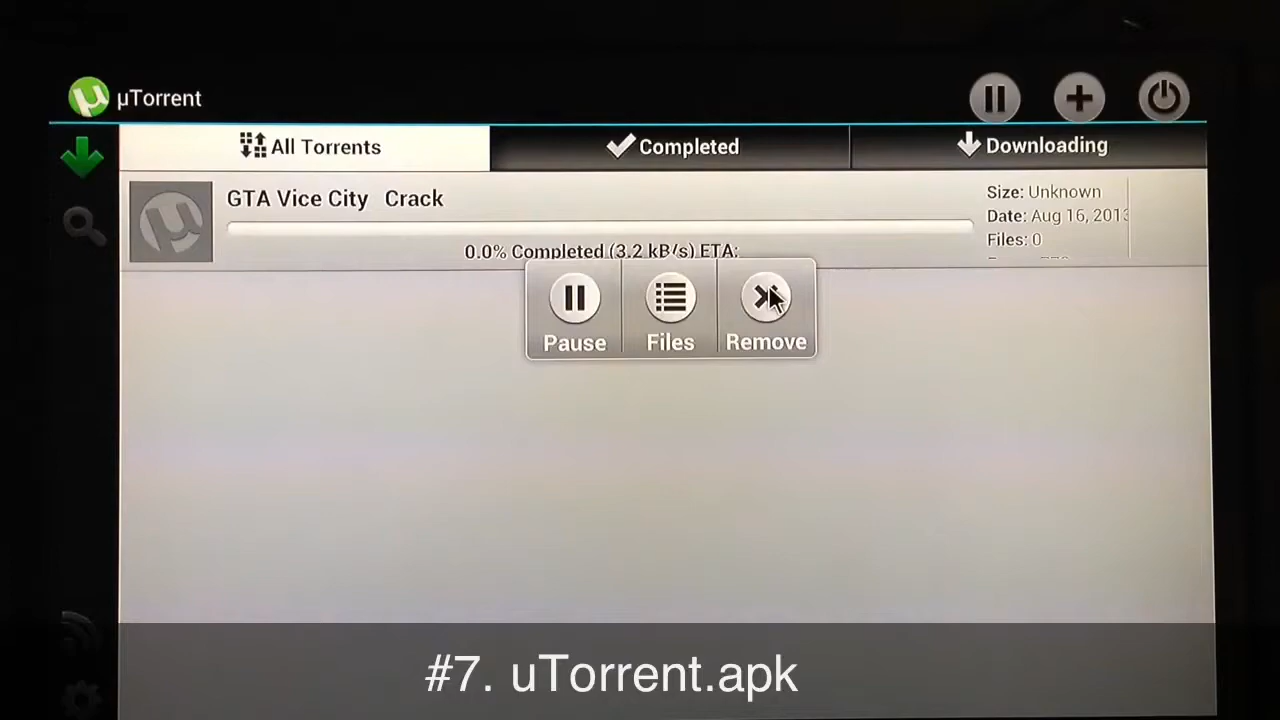 µTorrent
All Torrents
Completed
Downloading
GTA Vice City Crack
Size: Unknown
Date: Aug 16, 201
Files: 0
0.0% Completed (3.2 kB/s) ETA:
Pause
Files
Remove
#7. uTorrent.apk